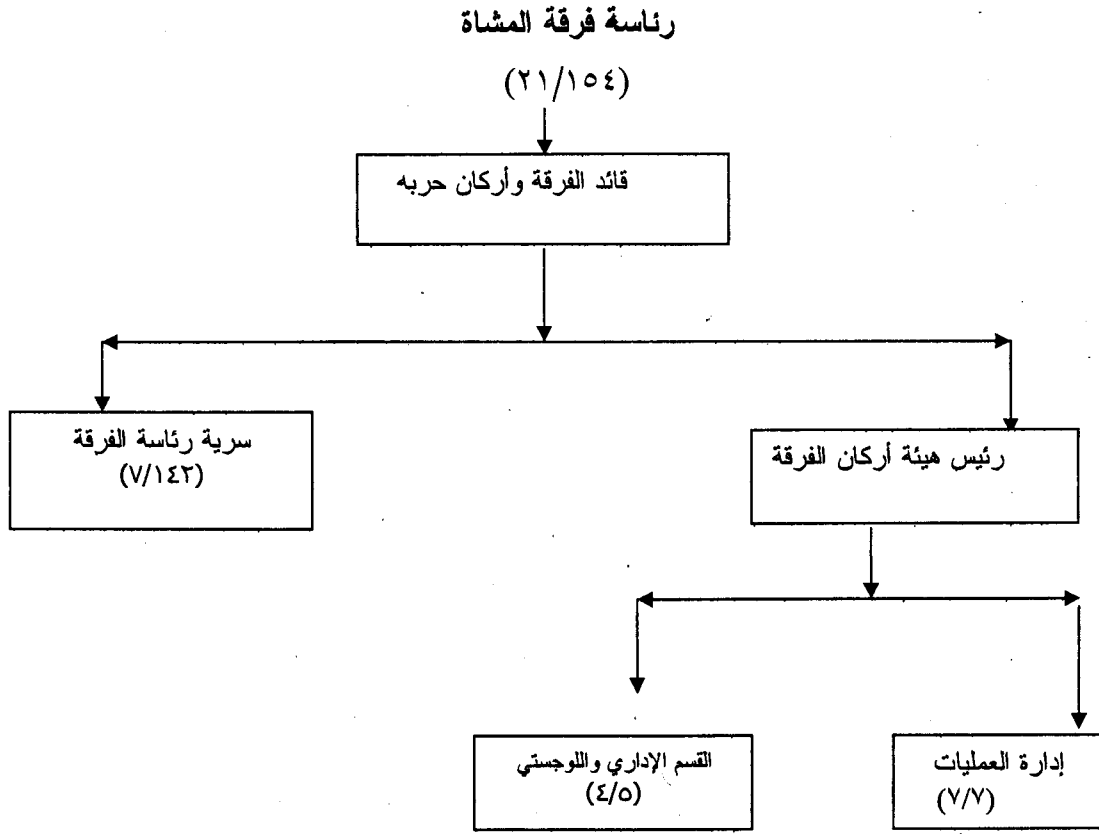 رئاسة فرقة المشاة
(٢١/١٥٤)
قائد الفرقة وأركان حربه
رئيس هيئة أركان الفرقة
سرية رئاسة الفرقة
(٧/١٤٢)
إدارة العمليات
(٧/٧)
القسم الإداري واللوجستي
(٤/٥)